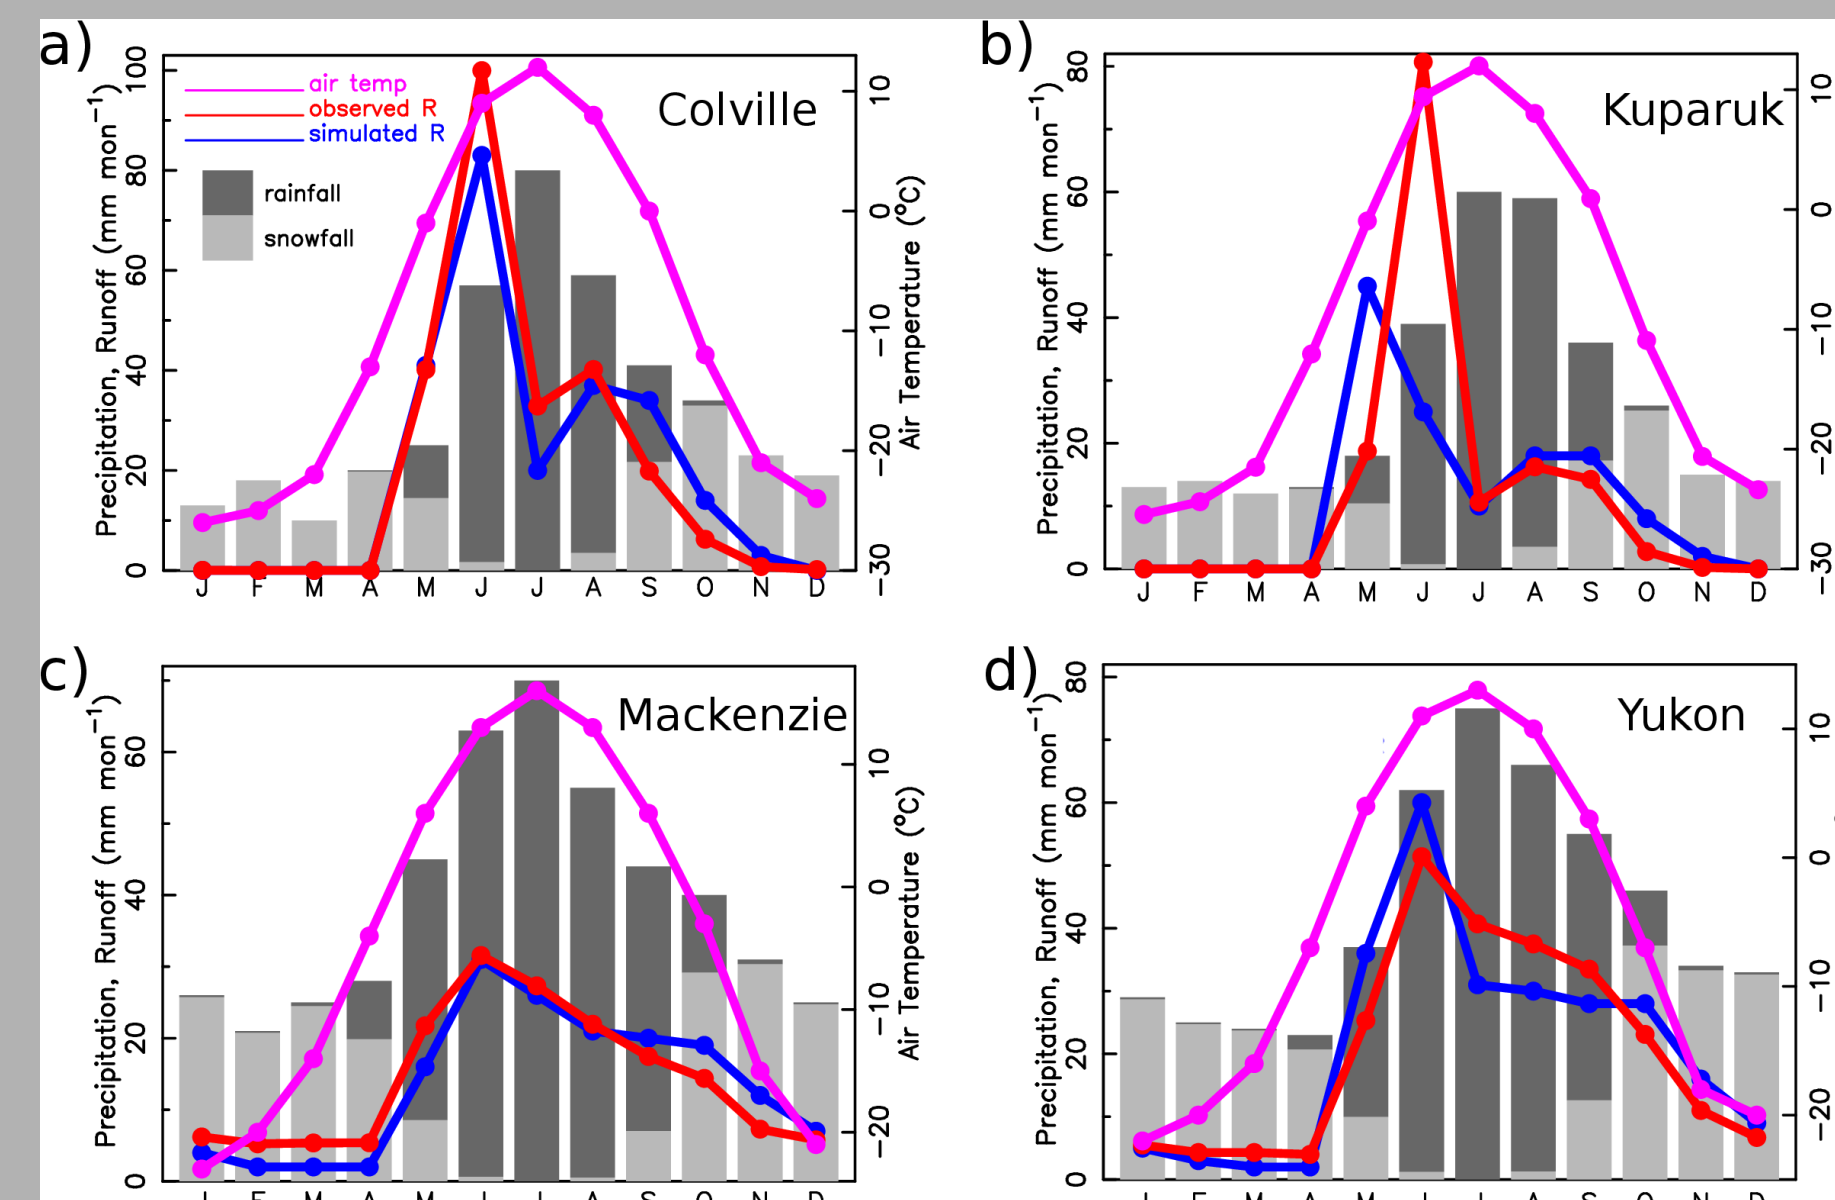 a)
Colville
air temp
observed R
simulated R
rainfall
snowfall
Precipitation, Runoff (mm mon⁻¹)
0 20 40 60 80 100
Air Temperature (°C)
−30 −20 −10 0 10
J F M A M J J A S O N D
b)
Kuparuk
Precipitation, Runoff (mm mon⁻¹)
0 20 40 60 80
−30 −20 −10 0 10
J F M A M J J A S O N D
c)
Mackenzie
Precipitation, Runoff (mm mon⁻¹)
0 20 40 60
Air Temperature (°C)
−20 −10 0 10
J F M A M J J A S O N D
d)
Yukon
Precipitation, Runoff (mm mon⁻¹)
0 20 40 60 80
−20 −10 0 10
J F M A M J J A S O N D